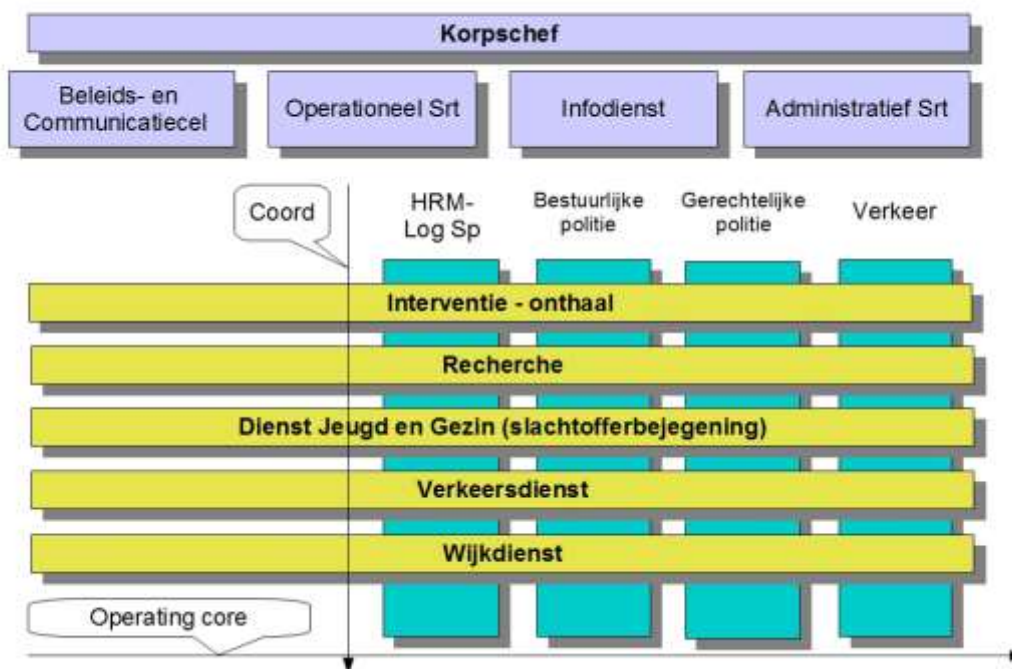 Korpschef
Beleids- en
Communicatiecel
Operationeel Srt
Infodienst
Administratief Srt
Coord
HRM-
Log Sp
Bestuurlijke
politie
Gerechtelijke
politie
Verkeer
Interventie - onthaal
Recherche
Dienst Jeugd en Gezin (slachtofferbejegening)
Verkeersdienst
Wijkdienst
Operating core